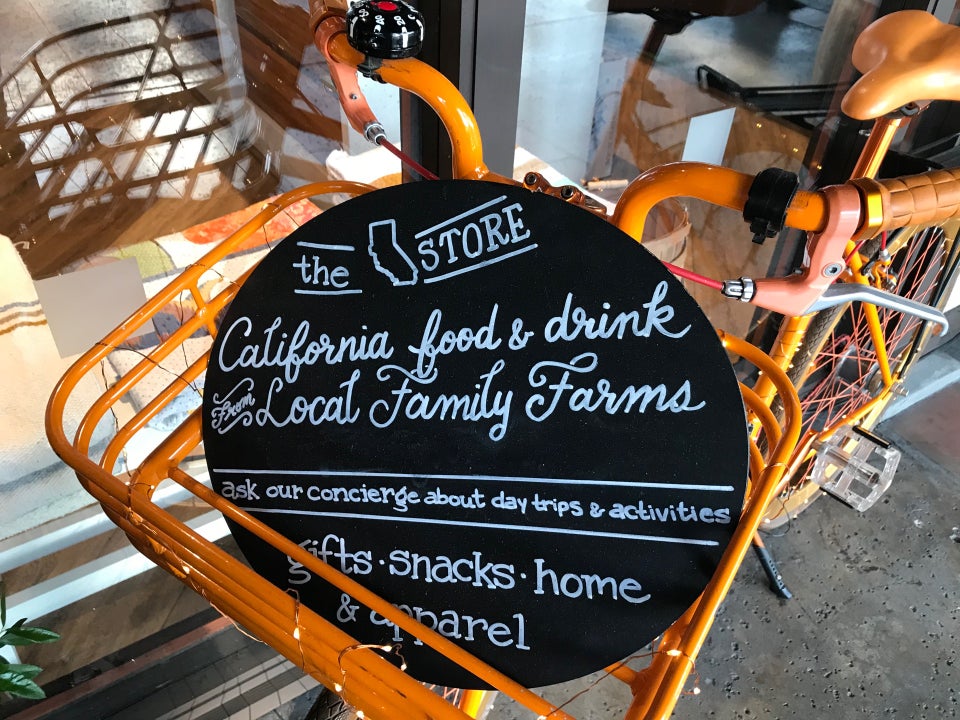 the STORE
California food & drink
From Local Family Farms
ask our concierge about day trips & activities
gifts · snacks · home
& apparel